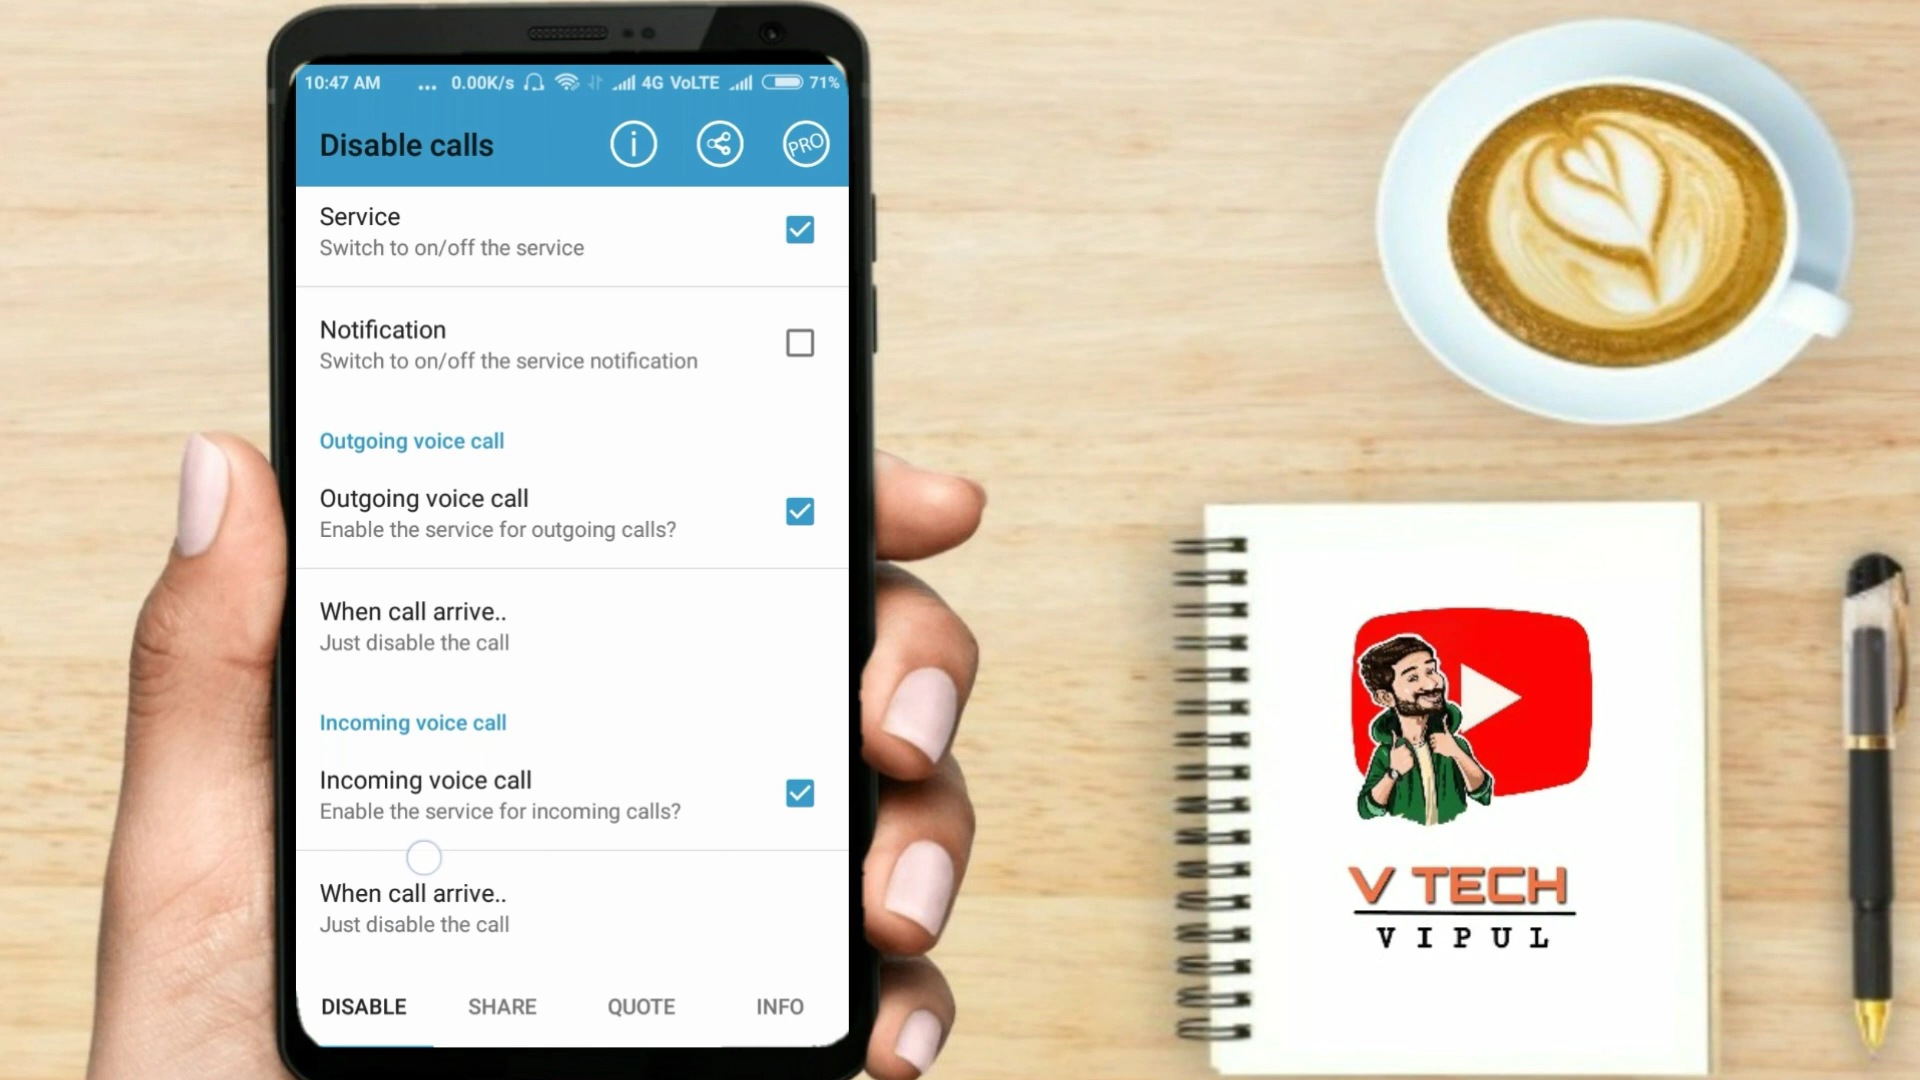 10:47 AM ... 0.00K/s 4G VoLTE 71%
Disable calls
PRO
Service
Switch to on/off the service
Notification
Switch to on/off the service notification
Outgoing voice call
Outgoing voice call
Enable the service for outgoing calls?
When call arrive..
Just disable the call
Incoming voice call
Incoming voice call
Enable the service for incoming calls?
When call arrive..
Just disable the call
DISABLE SHARE QUOTE INFO
V TECH
VIPUL